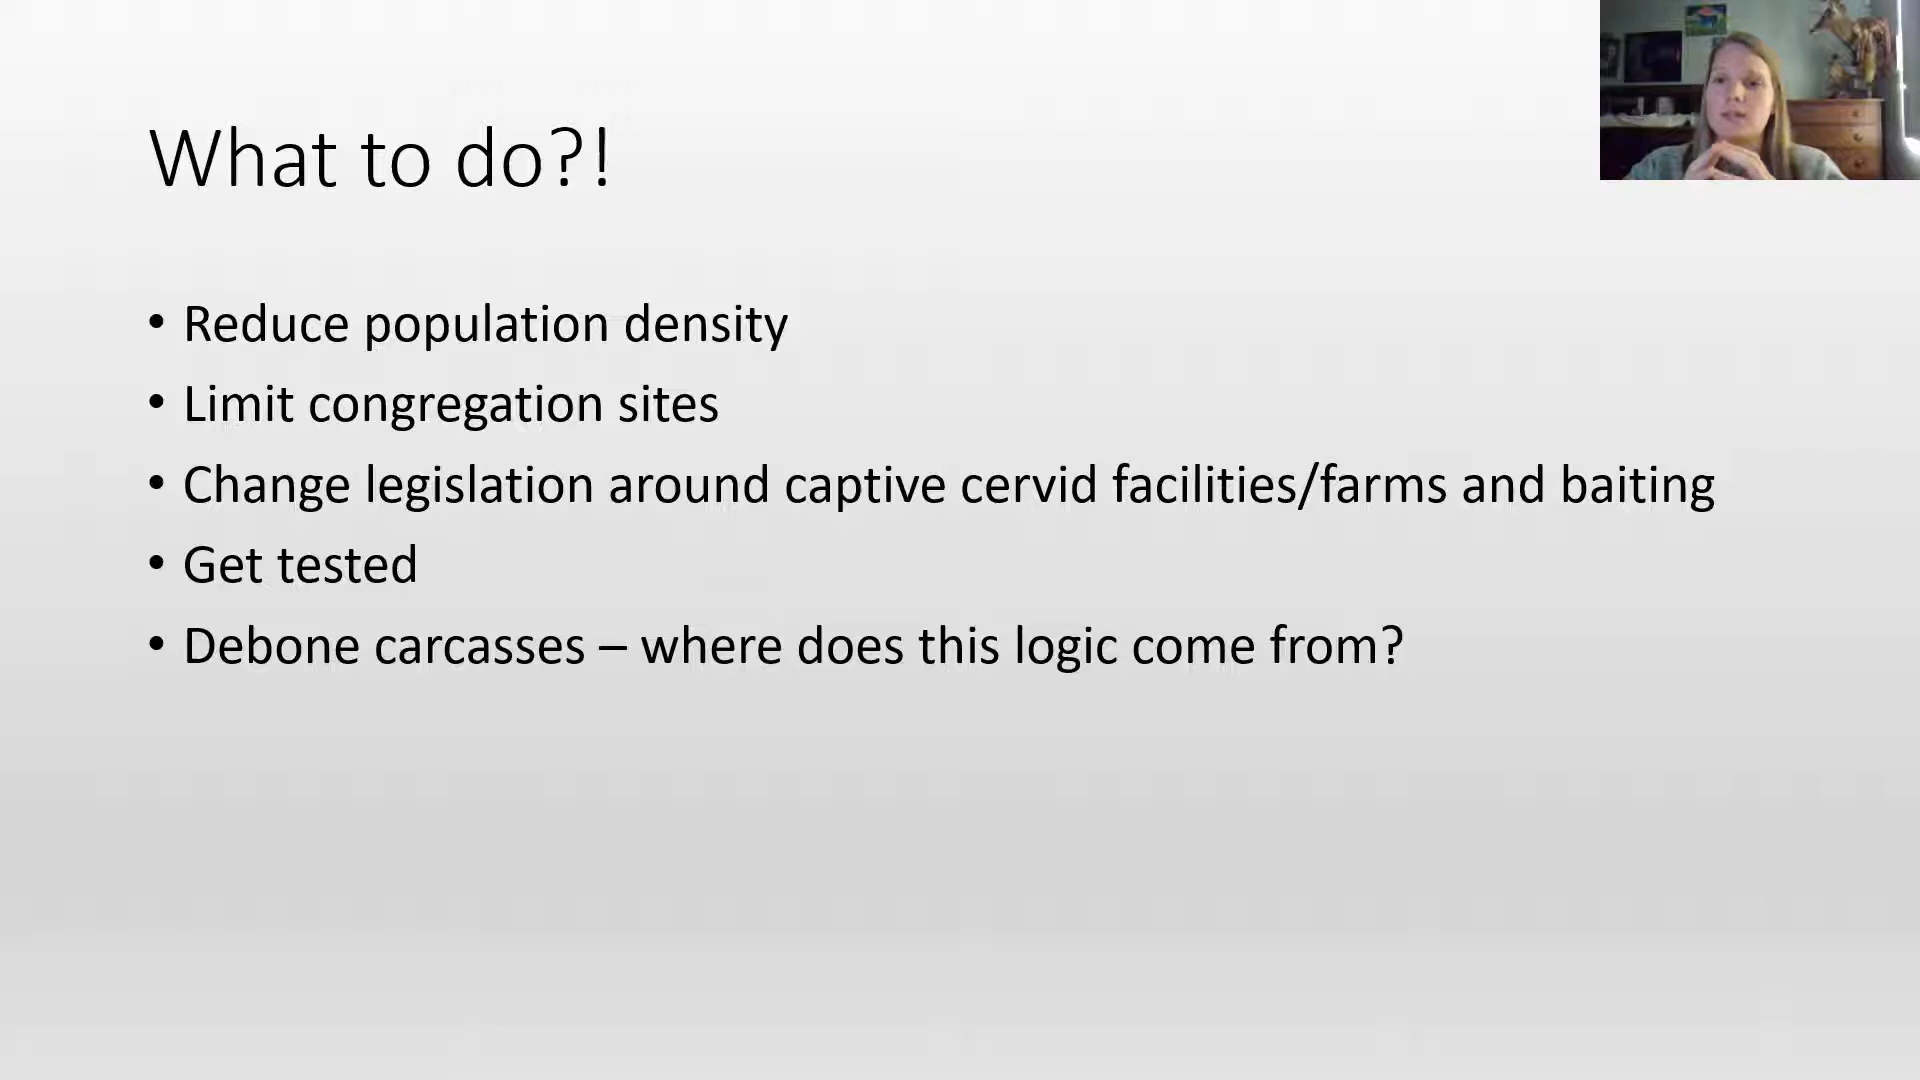 What to do?!
• Reduce population density
• Limit congregation sites
• Change legislation around captive cervid facilities/farms and baiting
• Get tested
• Debone carcasses – where does this logic come from?